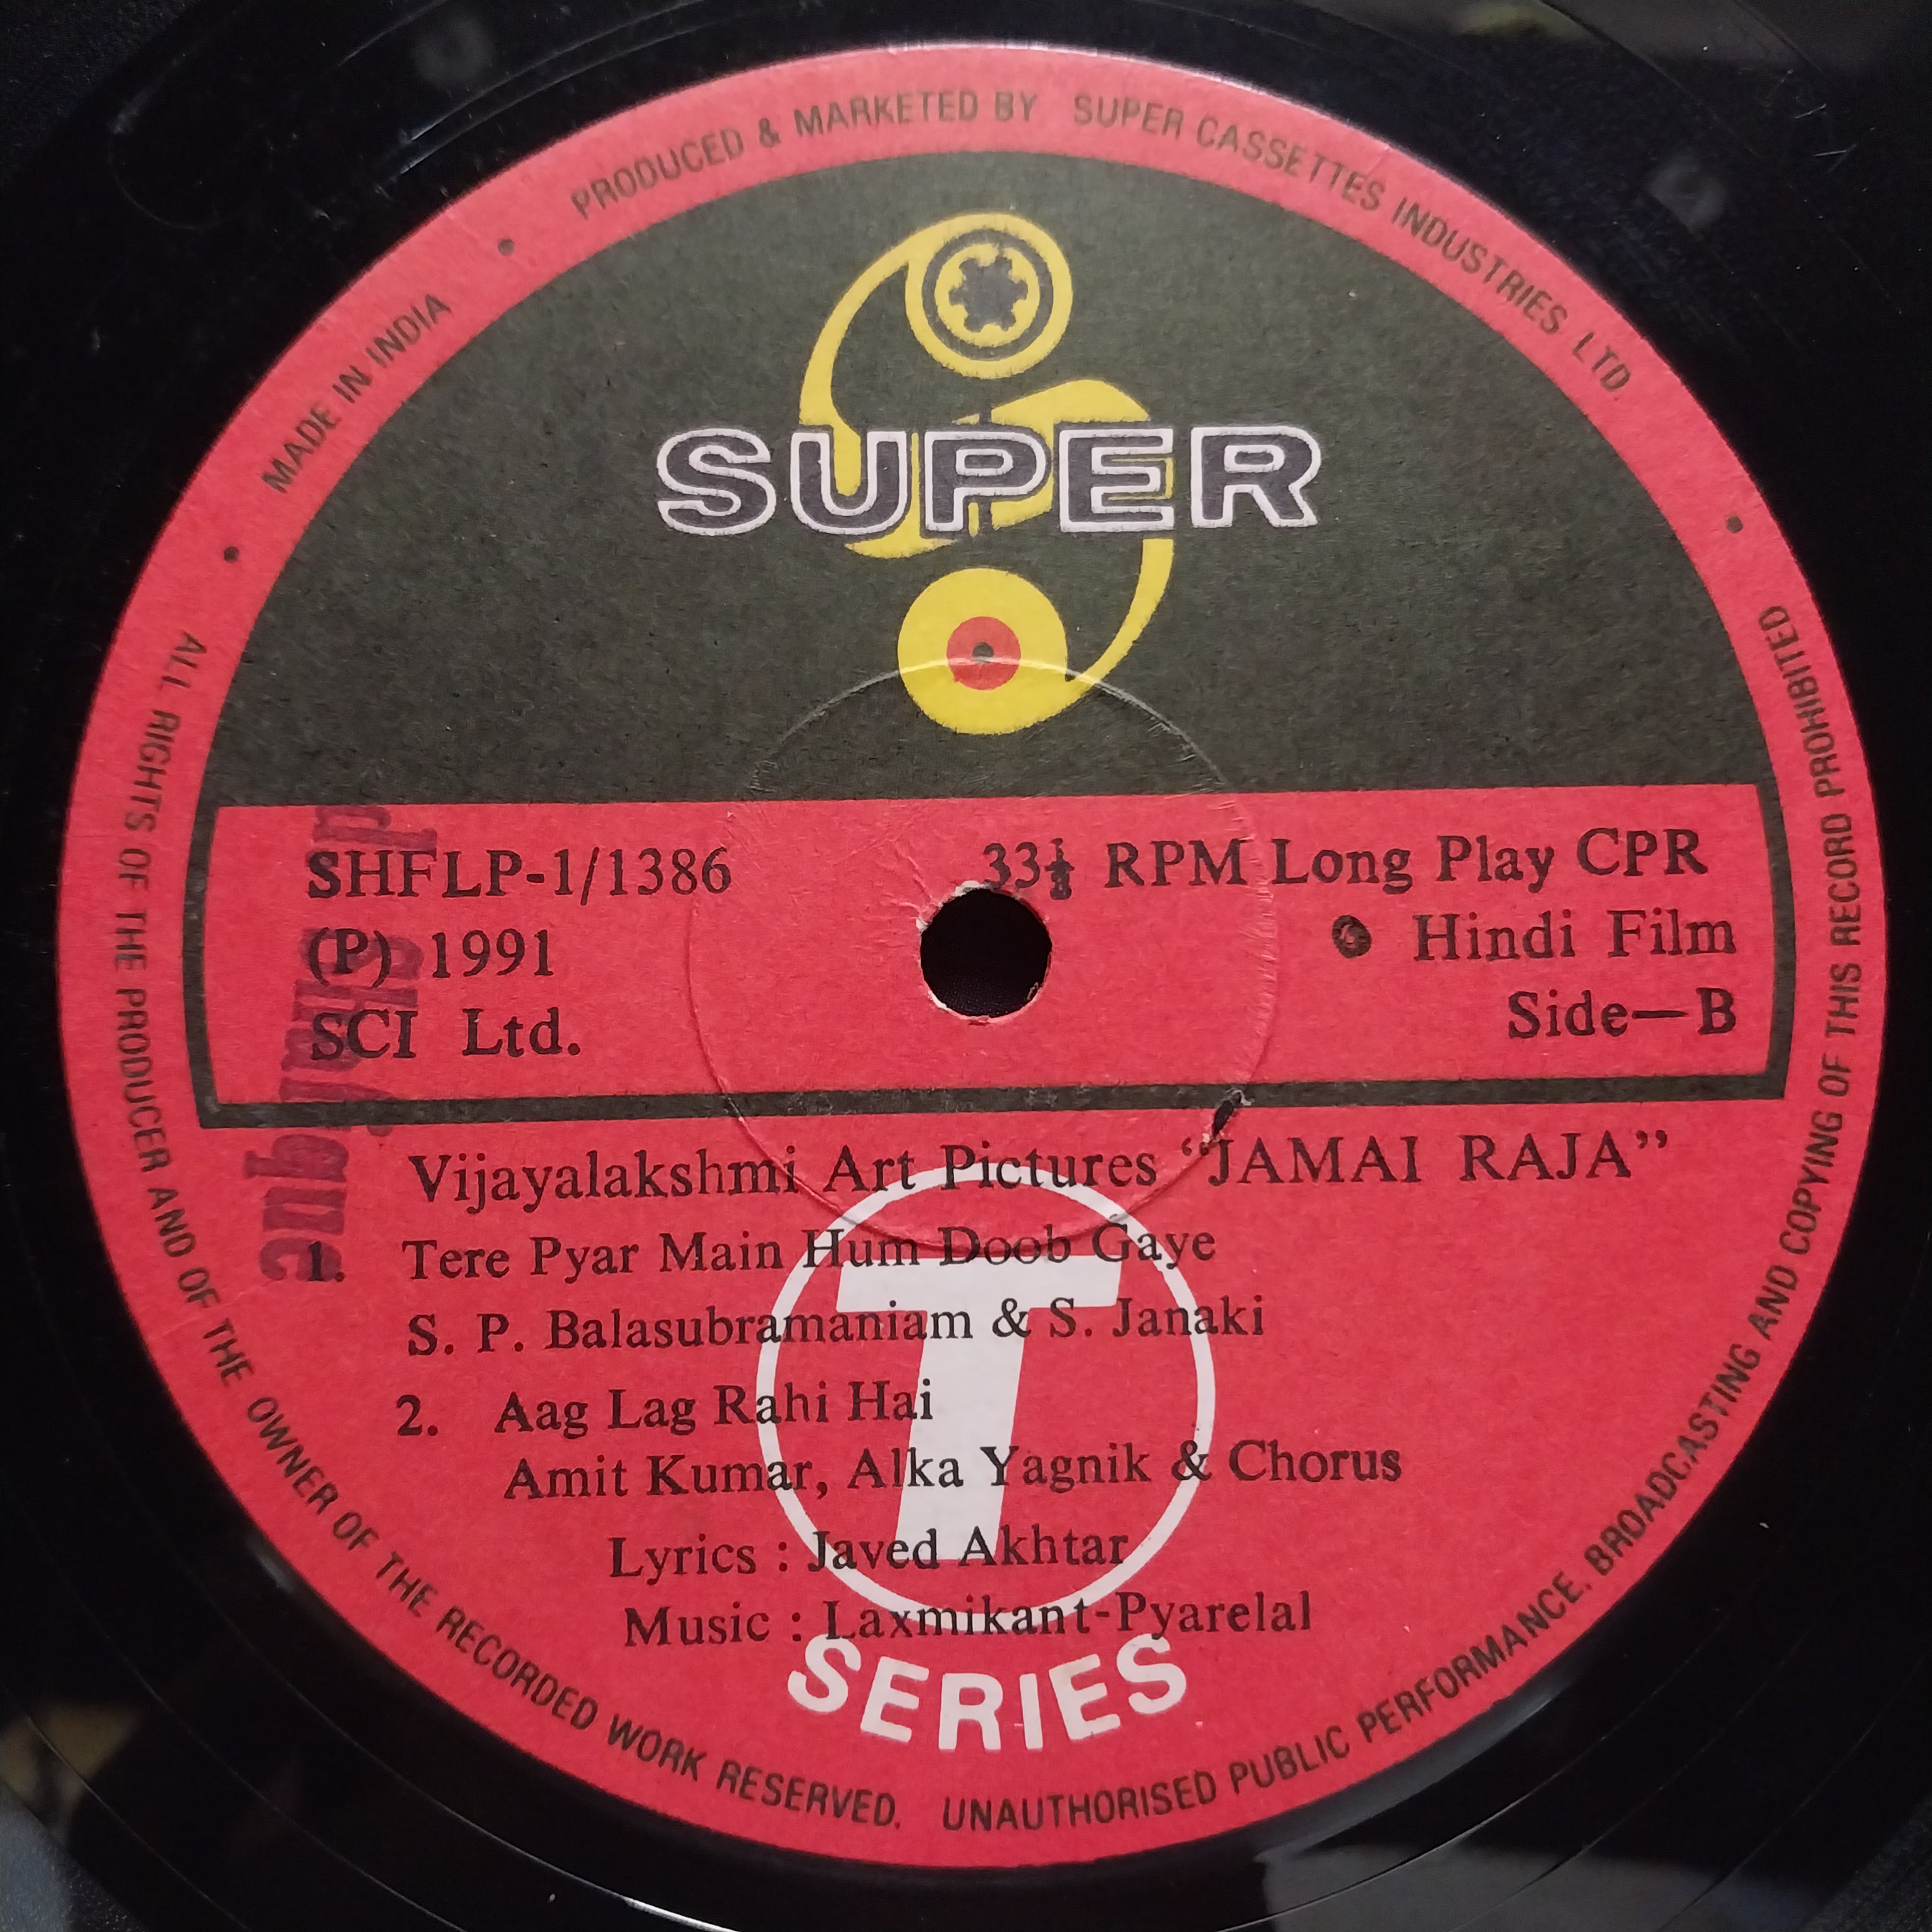 PRODUCED & MARKETED BY SUPER CASSETTES INDUSTRIES LTD.
MADE IN INDIA
SUPER
SHFLP-1/1386
33⅓ RPM Long Play CPR
(P) 1991
Hindi Film
SCI Ltd.
Side—B
Vijayalakshmi Art Pictures “JAMAI RAJA”
1. Tere Pyar Main Hum Doob Gaye
S. P. Balasubramaniam & S. Janaki
2. Aag Lag Rahi Hai
Amit Kumar, Alka Yagnik & Chorus
Lyrics : Javed Akhtar
Music : Laxmikant-Pyarelal
T
SERIES
ALL RIGHTS OF THE PRODUCER AND OF THE OWNER OF THE RECORDED WORK RESERVED. UNAUTHORISED PUBLIC PERFORMANCE. BROADCASTING AND COPYING OF THIS RECORD PROHIBITED